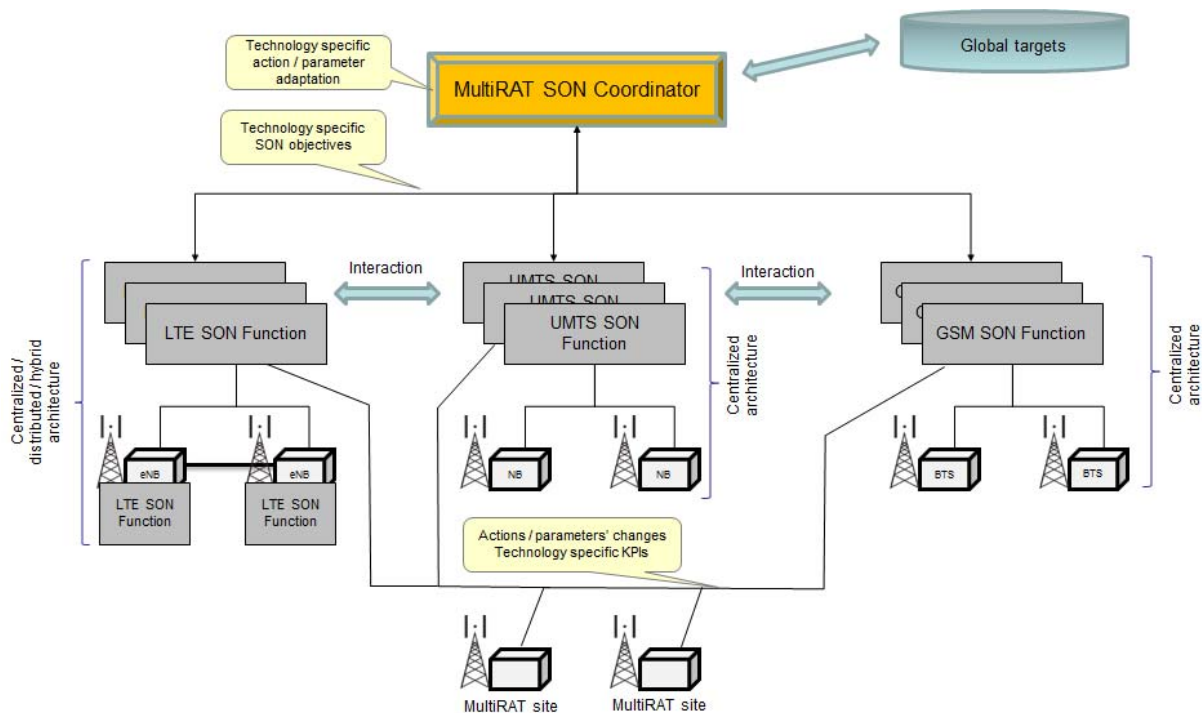 Technology specific
action / parameter
adaptation
MultiRAT SON Coordinator
Global targets
Technology specific
SON objectives
Centralized /
distributed / hybrid
architecture
Interaction
UMTS SON
UMTS SON
UMTS SON
Function
LTE SON Function
Interaction
GSM SON Function
Centralized
architecture
Centralized
architecture
eNB
eNB
LTE SON
Function
LTE SON
Function
NB
NB
BTS
BTS
Actions / parameters' changes
Technology specific KPIs
MultiRAT site
MultiRAT site